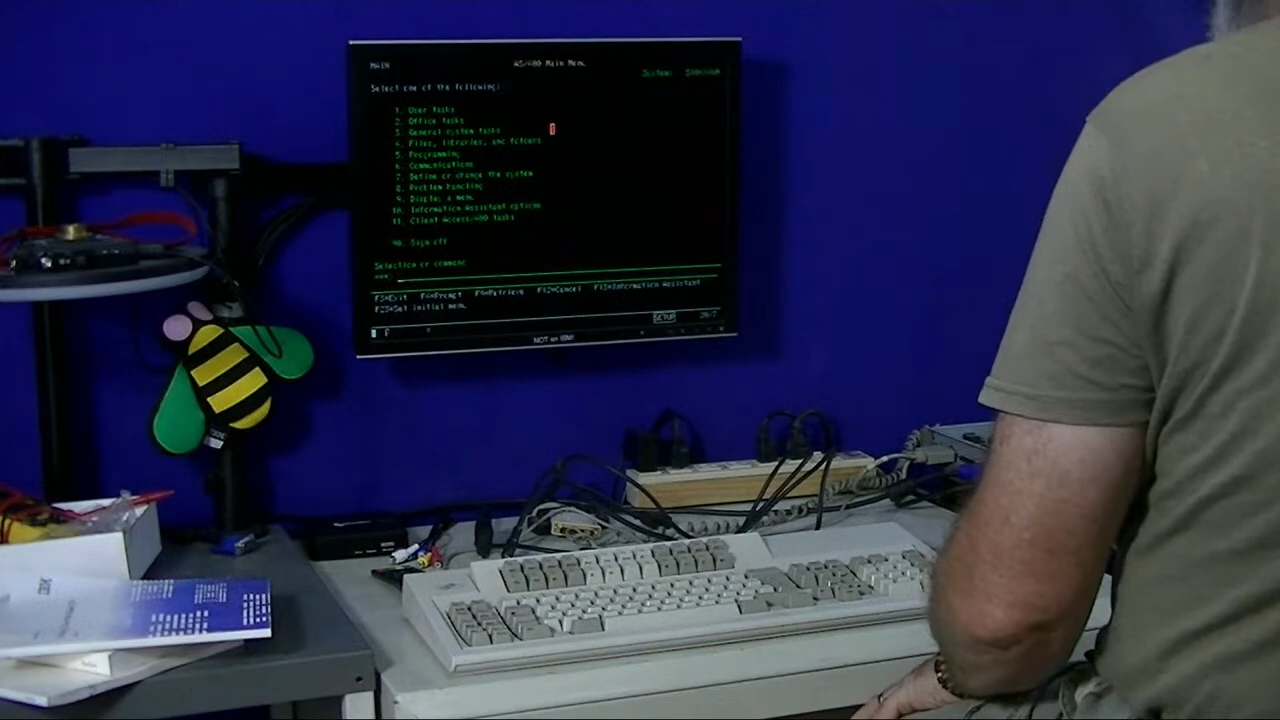 MAIN
AS/400 Main Menu
System:
Select one of the following:
1. User tasks
2. Office tasks
3. General system tasks
4. Files, libraries, and folders
5. Programming
6. Communications
7. Define or change the system
8. Problem handling
9. Display a menu
10. Information Assistant options
11. Client Access/400 tasks
90. Sign off
Selection or command
===>
F3=Exit F4=Prompt F9=Retrieve F12=Cancel F13=Information Assistant
F23=Set initial menu
SETUP
NOT an IBM!
IBM